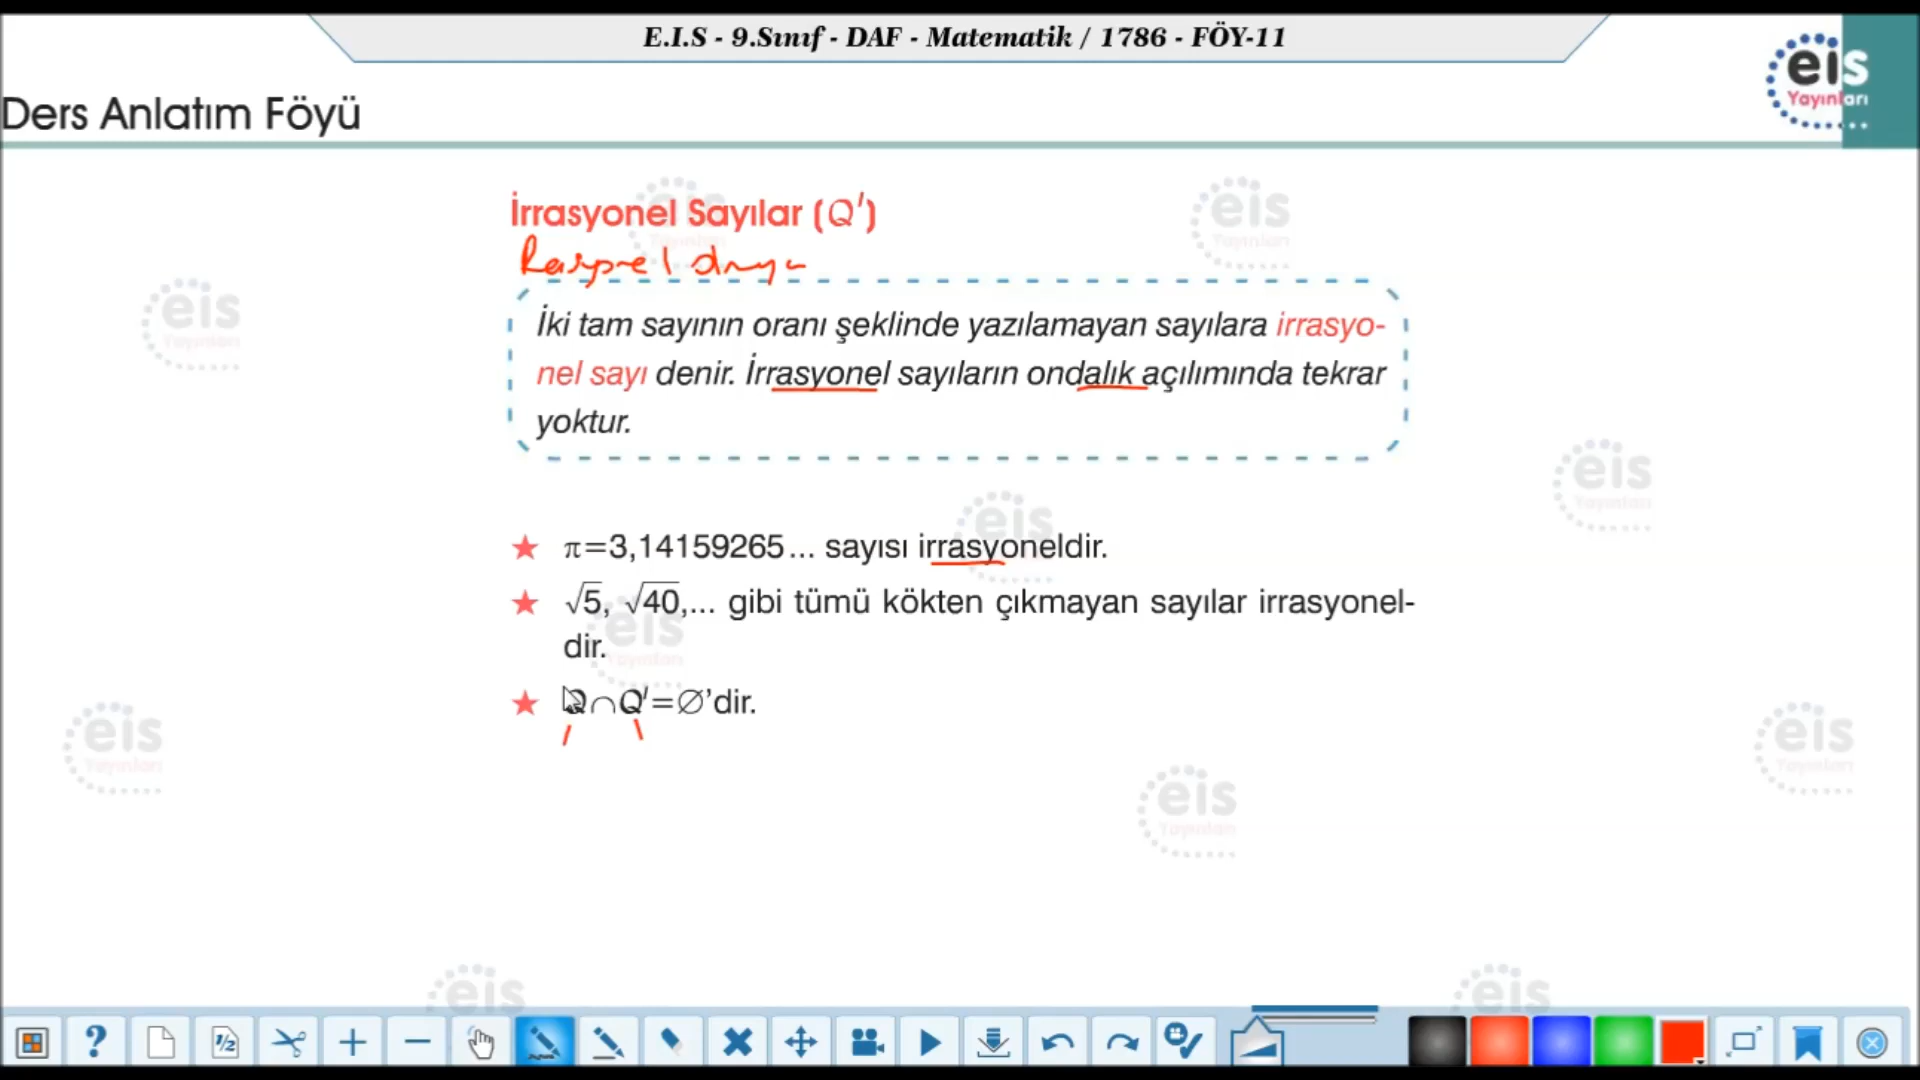 E.I.S - 9.Sınıf - DAF - Matematik / 1786 - FÖY-11
eis
Yayınları
Ders Anlatım Föyü
İrrasyonel Sayılar (Q')
Rasyonel
İki tam sayının oranı şeklinde yazılamayan sayılara irrasyo-
nel sayı denir. İrrasyonel sayıların ondalık açılımında tekrar
yoktur.
★ π=3,14159265... sayısı irrasyoneldir.
★ √5, √40,... gibi tümü kökten çıkmayan sayılar irrasyonel-
dir.
★ Q∩Q'=∅'dir.